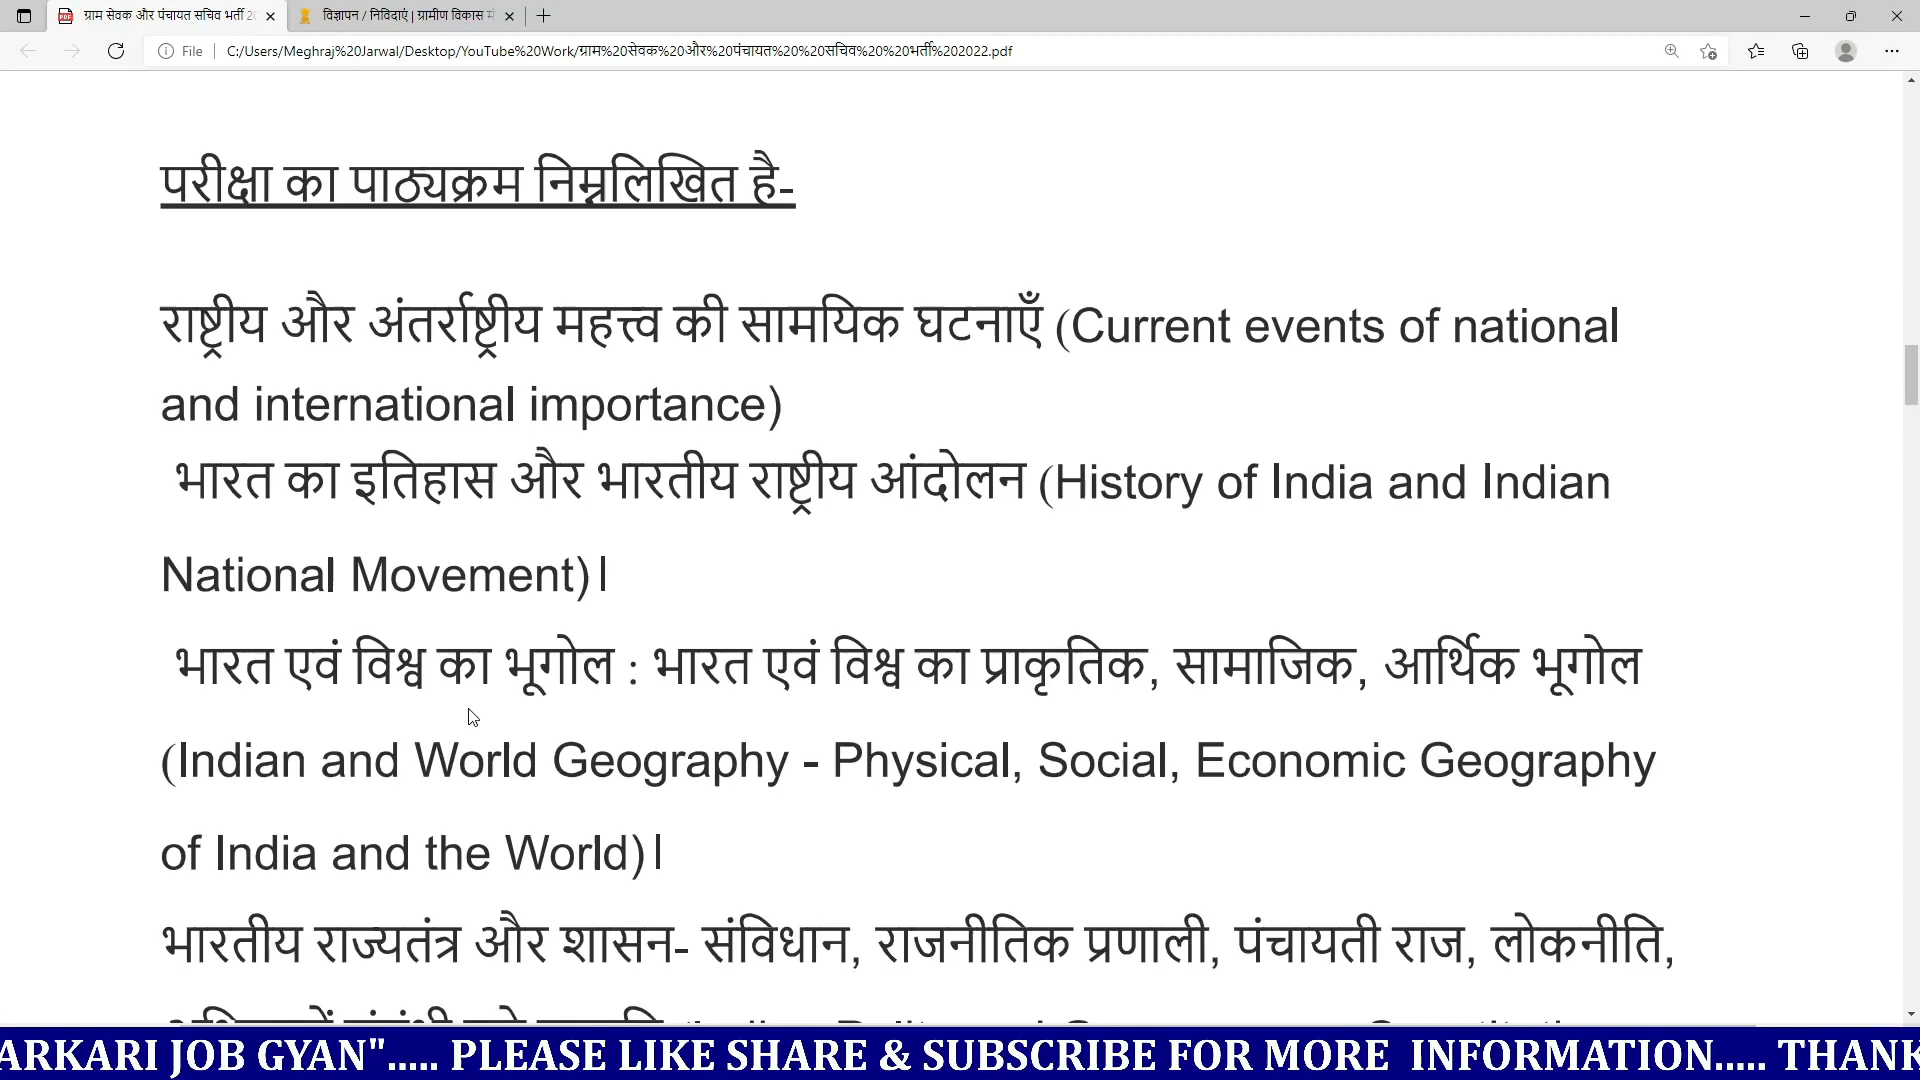 ग्राम सेवक और पंचायत सचिव भर्ती 20
विज्ञापन / निविदाएं | ग्रामीण विकास मं
File
C:/Users/Meghraj%20Jarwal/Desktop/YouTube%20Work/ग्राम%20सेवक%20और%20पंचायत%20%20सचिव%20%20भर्ती%202022.pdf
परीक्षा का पाठ्यक्रम निम्नलिखित है-
राष्ट्रीय और अंतर्राष्ट्रीय महत्त्व की सामयिक घटनाएँ (Current events of national
and international importance)
भारत का इतिहास और भारतीय राष्ट्रीय आंदोलन (History of India and Indian
National Movement)।
भारत एवं विश्व का भूगोल : भारत एवं विश्व का प्राकृतिक, सामाजिक, आर्थिक भूगोल
(Indian and World Geography - Physical, Social, Economic Geography
of India and the World)।
भारतीय राज्यतंत्र और शासन- संविधान, राजनीतिक प्रणाली, पंचायती राज, लोकनीति,
ARKARI JOB GYAN"..... PLEASE LIKE SHARE & SUBSCRIBE FOR MORE INFORMATION..... THANK